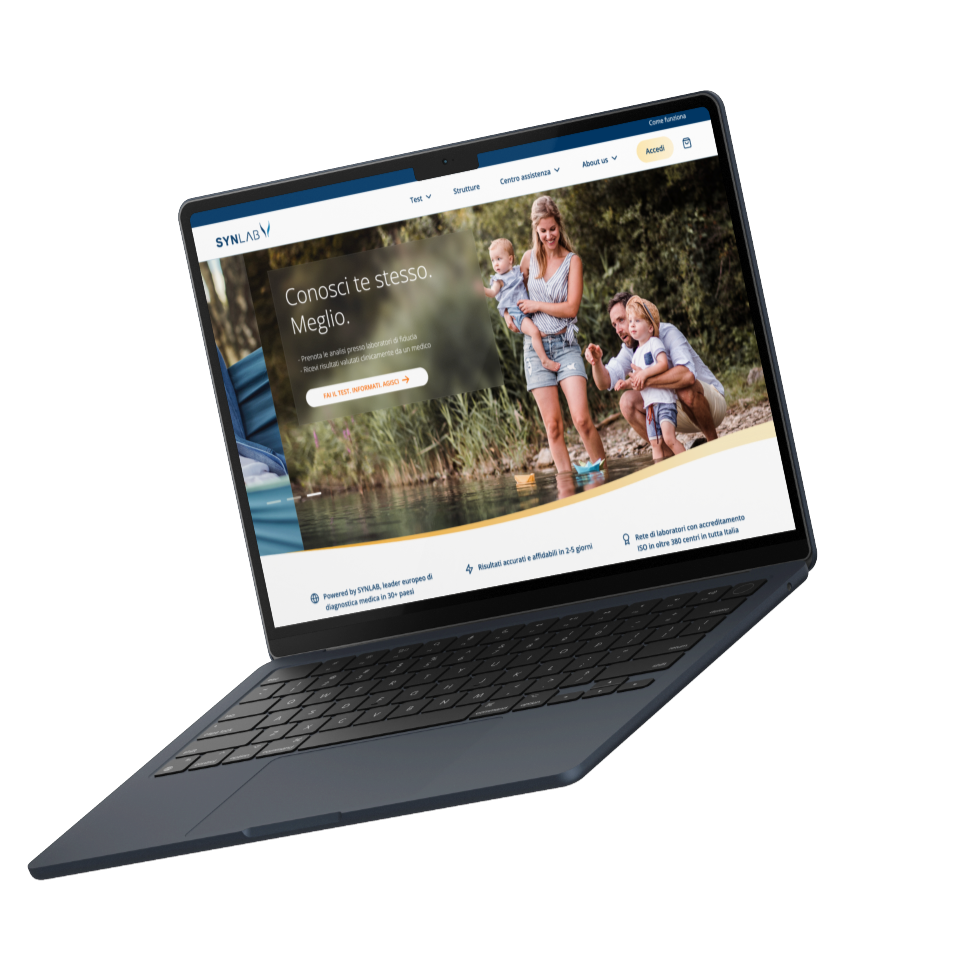 Come funziona
SYNLAB
Test
Strutture
Centro assistenza
About us
Accedi
Conosci te stesso.
Meglio.
- Prenota le analisi presso laboratori di fiducia
- Ricevi risultati valutati clinicamente da un medico
FAI IL TEST. INFORMATI. AGISCI
Powered by SYNLAB, leader europeo di
diagnostica medica in 30+ paesi
Risultati accurati e affidabili in 2-5 giorni
Rete di laboratori con accreditamento
ISO in oltre 380 centri in tutta Italia